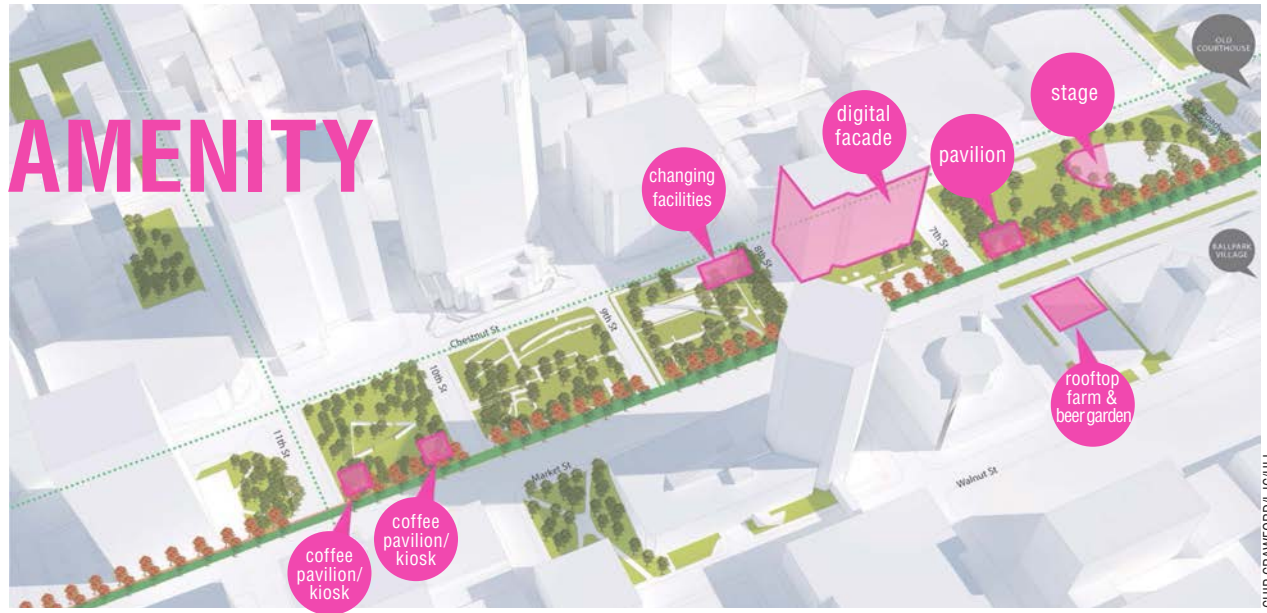 AMENITY
OLD
COURTHOUSE
stage
digital
facade
Broadway
pavilion
changing
facilities
7th St
8th St
BALLPARK
VILLAGE
9th St
Chestnut St
10th St
rooftop
farm &
beer garden
11th St
Market St
Walnut St
coffee
pavilion/
kiosk
coffee
pavilion/
kiosk